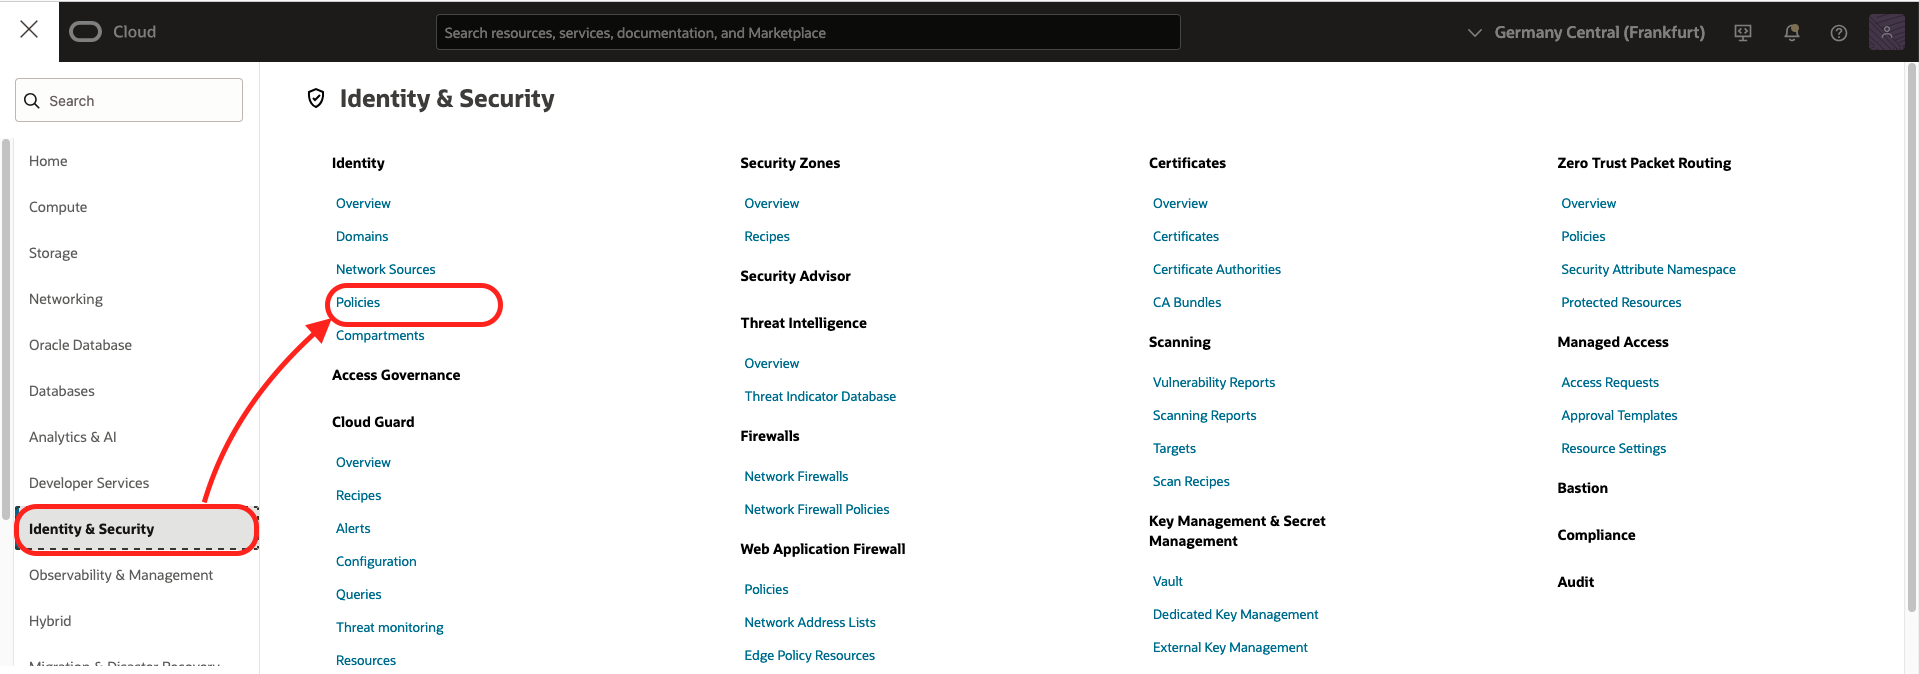 Cloud
Search resources, services, documentation, and Marketplace
Germany Central (Frankfurt)
Search
Home
Compute
Storage
Networking
Oracle Database
Databases
Analytics & AI
Developer Services
Identity & Security
Observability & Management
Hybrid
Migration & Disaster Recovery
Identity & Security
Identity
Overview
Domains
Network Sources
Policies
Compartments
Access Governance
Cloud Guard
Overview
Recipes
Alerts
Configuration
Queries
Threat monitoring
Resources
Security Zones
Overview
Recipes
Security Advisor
Threat Intelligence
Overview
Threat Indicator Database
Firewalls
Network Firewalls
Network Firewall Policies
Web Application Firewall
Policies
Network Address Lists
Edge Policy Resources
Certificates
Overview
Certificates
Certificate Authorities
CA Bundles
Scanning
Vulnerability Reports
Scanning Reports
Targets
Scan Recipes
Key Management & Secret
Management
Vault
Dedicated Key Management
External Key Management
Zero Trust Packet Routing
Overview
Policies
Security Attribute Namespace
Protected Resources
Managed Access
Access Requests
Approval Templates
Resource Settings
Bastion
Compliance
Audit